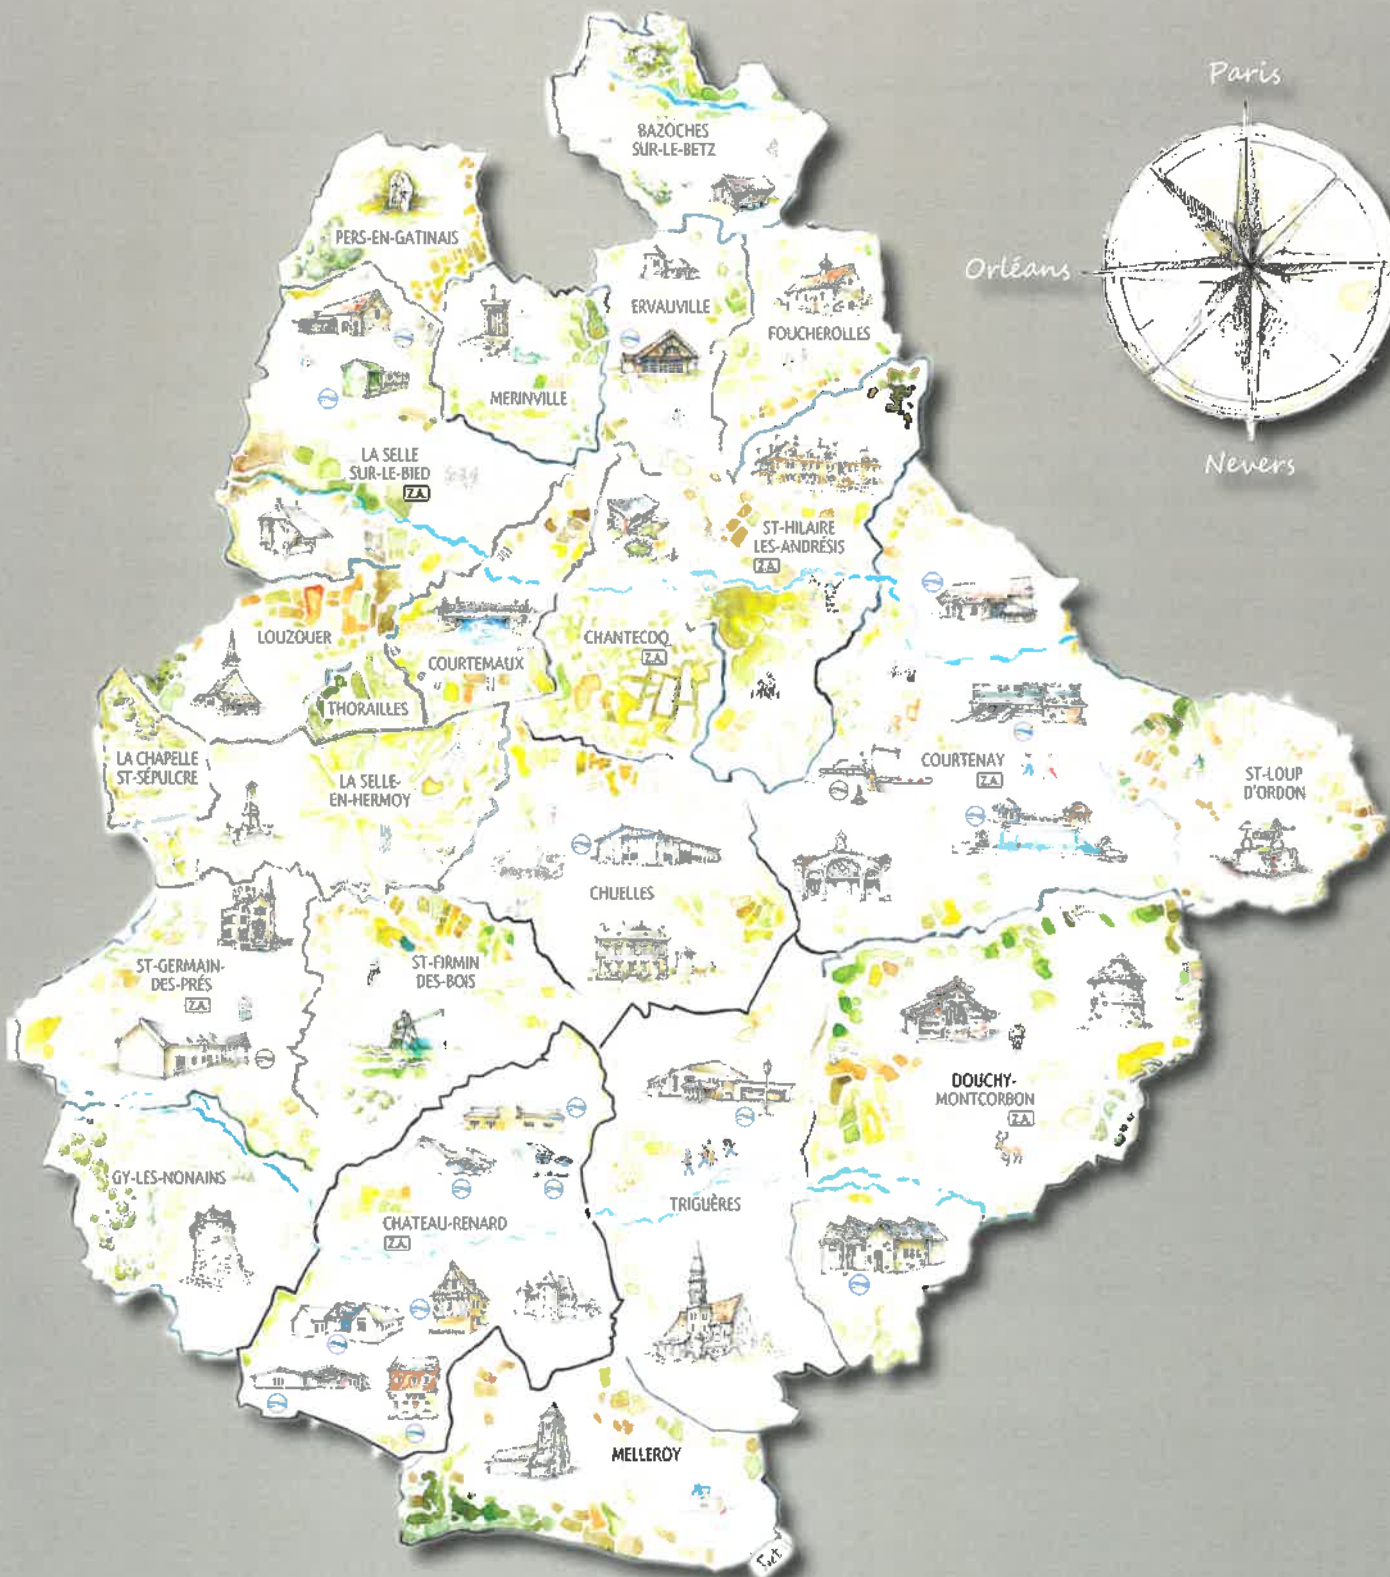 Paris
BAZOCHES
SUR-LE-BETZ
PERS-EN-GATINAIS
Orléans
ERVAUVILLE
FOUCHEROLLES
MERINVILLE
Nevers
LA SELLE
SUR-LE-BIED
Z.A.
ST-HILAIRE
LES-ANDRÉSIS
Z.A.
LOUZOUER
CHANTECOQ
Z.A.
COURTEMAUX
THORAILLES
LA CHAPELLE
ST-SÉPULCRE
LA SELLE-
EN-HERMOY
COURTENAY
Z.A.
ST-LOUP
D'ORDON
CHUELLES
ST-GERMAIN-
DES-PRÉS
Z.A.
ST-FIRMIN
DES-BOIS
DOUCHY-
MONTCORBON
Z.A.
GY-LES-NONAINS
CHATEAU-RENARD
Z.A.
TRIGUÈRES
MELLEROY